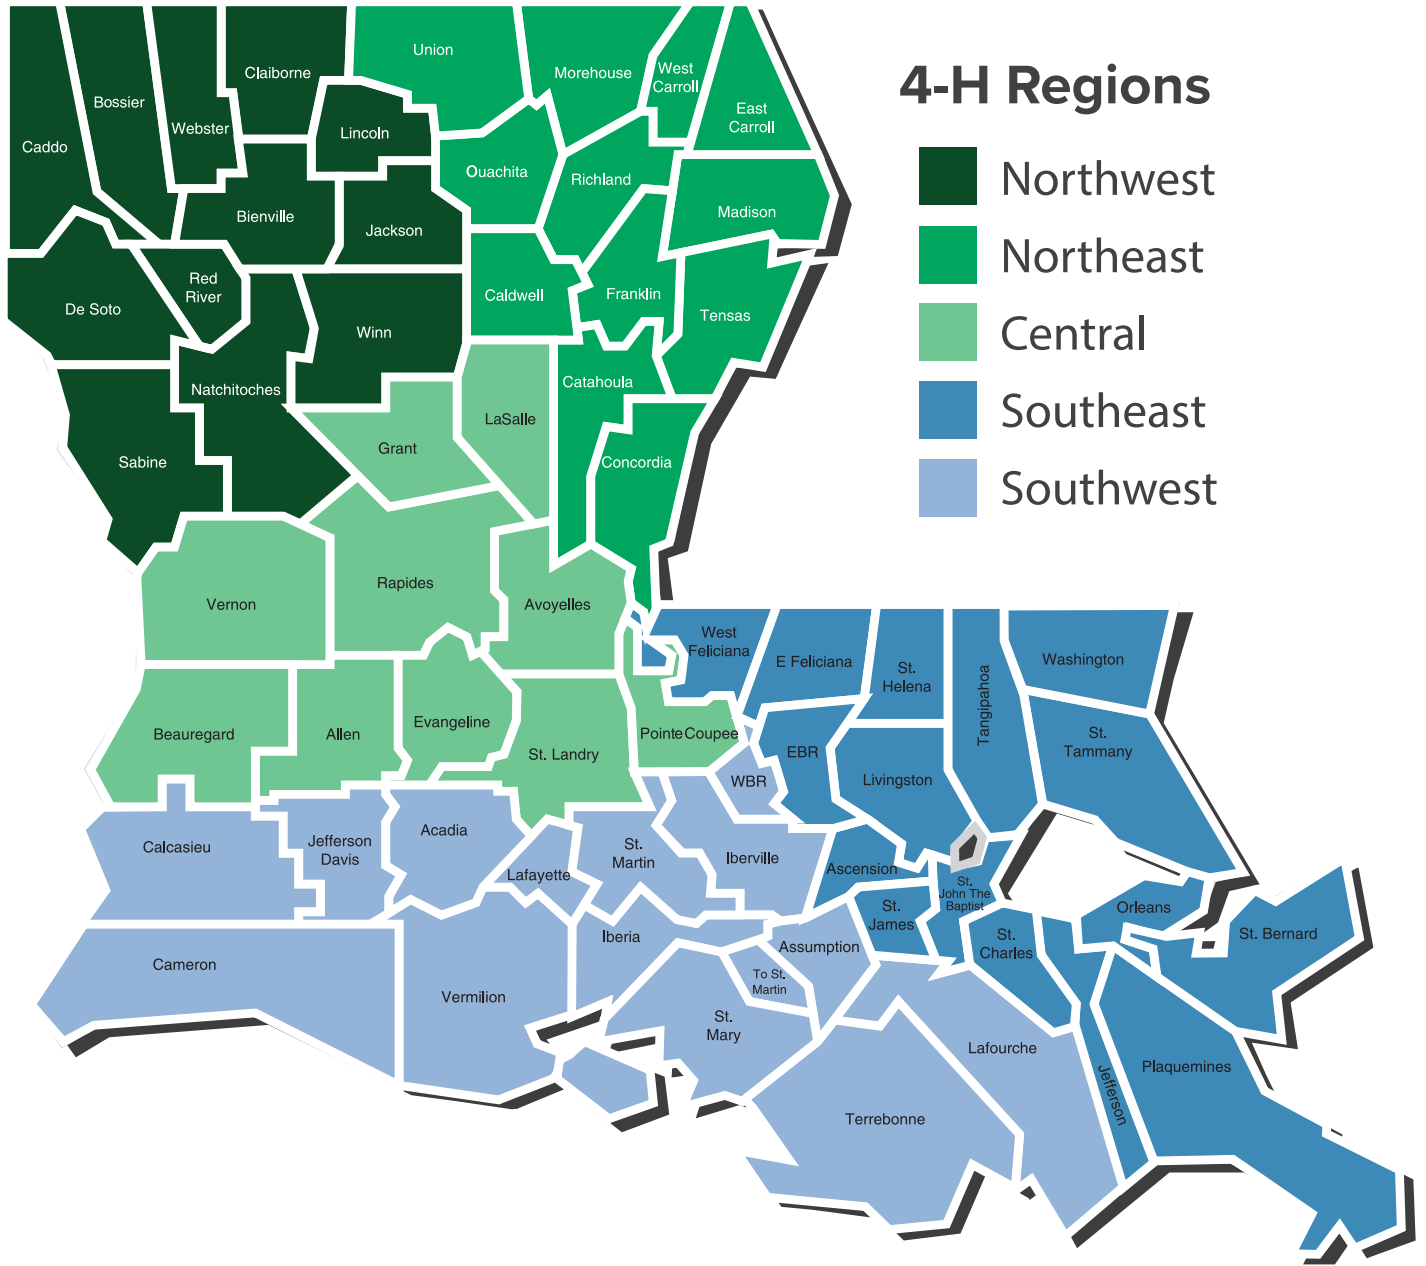 4-H Regions
Northwest
Northeast
Central
Southeast
Southwest
Caddo
Bossier
Webster
Claiborne
Lincoln
Bienville
Jackson
Red
River
De Soto
Winn
Natchitoches
Sabine
Union
Morehouse
West
Carroll
East
Carroll
Ouachita
Richland
Madison
Caldwell
Franklin
Tensas
Catahoula
Concordia
LaSalle
Grant
Rapides
Vernon
Avoyelles
Beauregard
Allen
Evangeline
St. Landry
Pointe Coupee
West
Feliciana
E Feliciana
St.
Helena
Tangipahoa
Washington
St.
Tammany
EBR
Livingston
WBR
Iberville
Ascension
St.
John The
Baptist
St.
James
St.
Charles
Orleans
St. Bernard
Jefferson
Plaquemines
Calcasieu
Jefferson
Davis
Acadia
Lafayette
St.
Martin
Iberia
Assumption
To St.
Martin
St.
Mary
Cameron
Vermilion
Lafourche
Terrebonne